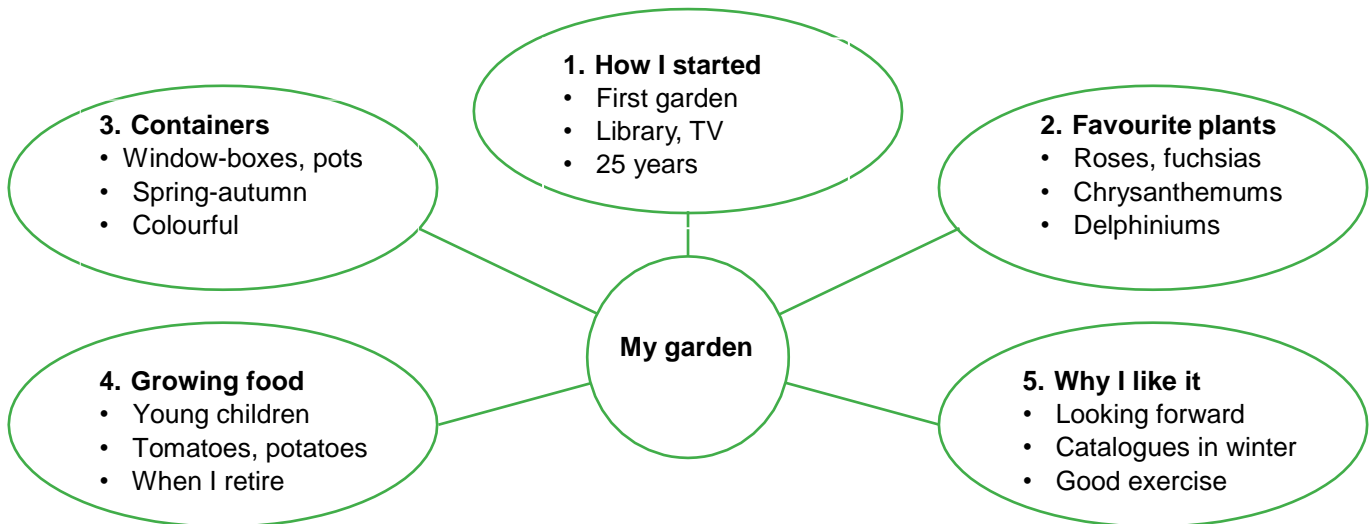 1. How I started
• First garden
• Library, TV
• 25 years
2. Favourite plants
• Roses, fuchsias
• Chrysanthemums
• Delphiniums
3. Containers
• Window-boxes, pots
• Spring-autumn
• Colourful
My garden
4. Growing food
• Young children
• Tomatoes, potatoes
• When I retire
5. Why I like it
• Looking forward
• Catalogues in winter
• Good exercise